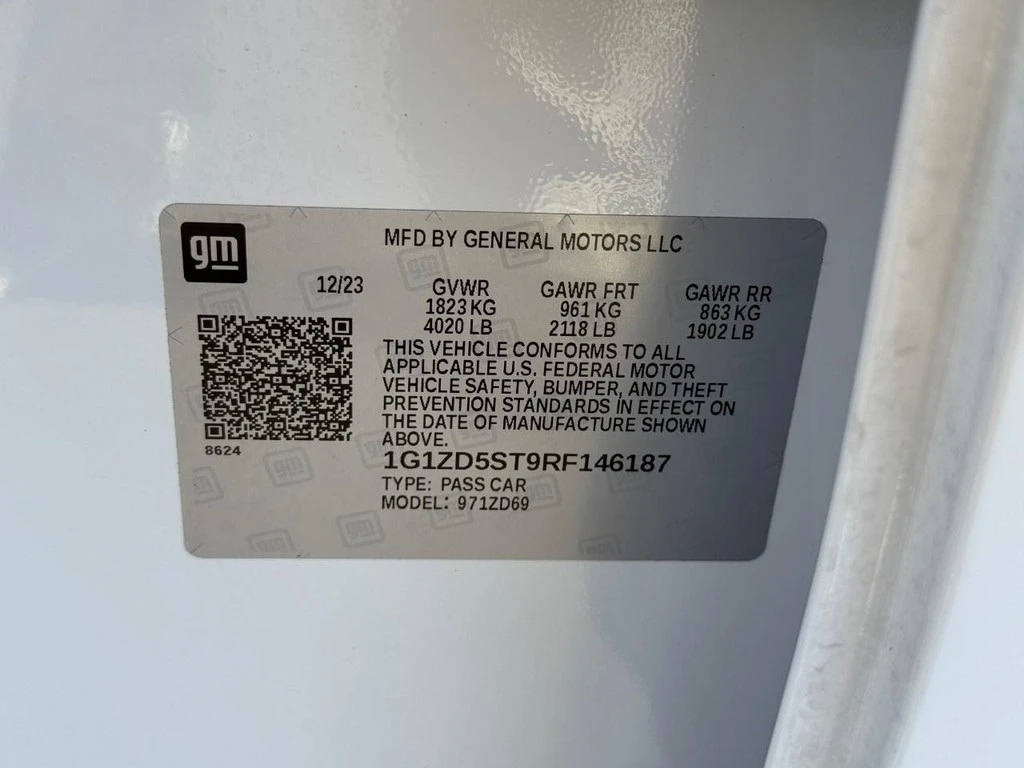 gm
MFD BY GENERAL MOTORS LLC
12/23 GVWR GAWR FRT GAWR RR
1823 KG 961 KG 863 KG
4020 LB 2118 LB 1902 LB
THIS VEHICLE CONFORMS TO ALL
APPLICABLE U.S. FEDERAL MOTOR
VEHICLE SAFETY, BUMPER, AND THEFT
PREVENTION STANDARDS IN EFFECT ON
THE DATE OF MANUFACTURE SHOWN
ABOVE.
8624
1G1ZD5ST9RF146187
TYPE: PASS CAR
MODEL: 971ZD69